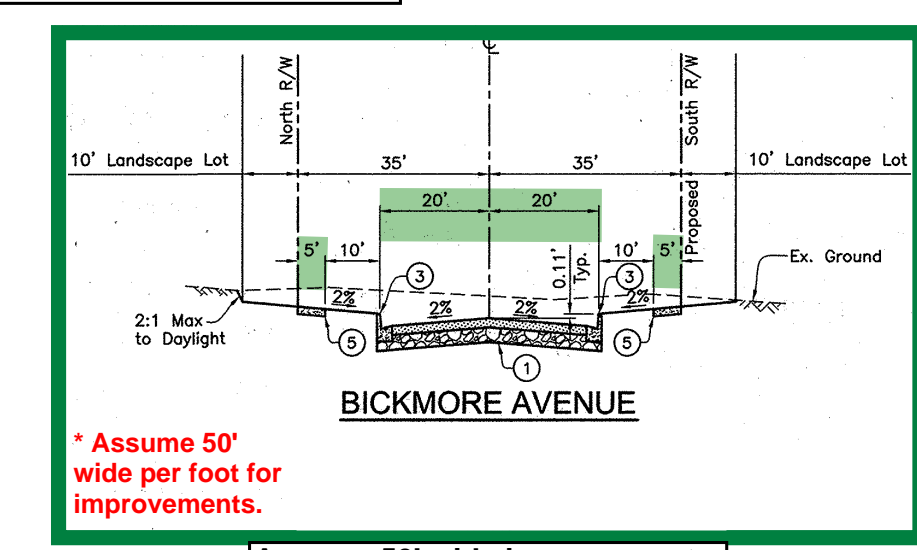 ℄
North R/W
South R/W
10' Landscape Lot
35'
35'
10' Landscape Lot
20'
20'
Proposed
5'
10'
0.11'
Typ.
10'
5'
Ex. Ground
3
3
2%
2%
2%
2%
2:1 Max
to Daylight
5
5
1
BICKMORE AVENUE
* Assume 50'
wide per foot for
improvements.